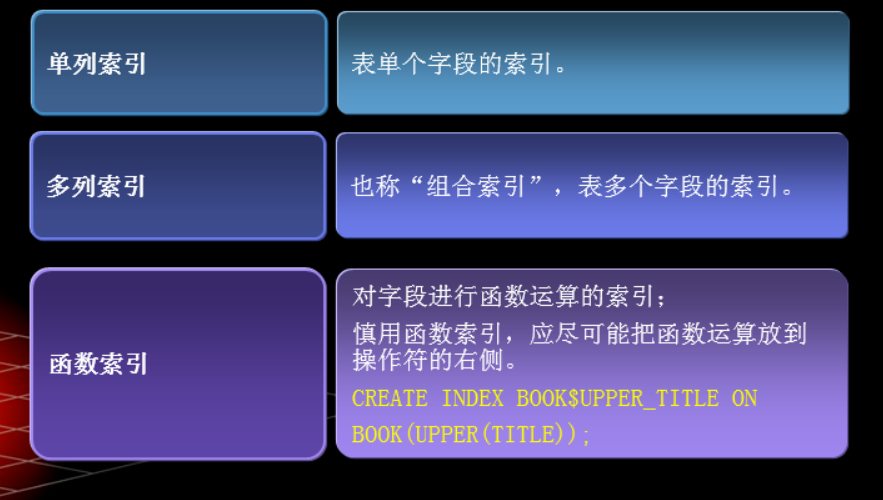 单列索引
表单个字段的索引。
多列索引
也称“组合索引”，表多个字段的索引。
函数索引
对字段进行函数运算的索引；
慎用函数索引，应尽可能把函数运算放到
操作符的右侧。
CREATE INDEX BOOK$UPPER_TITLE ON
BOOK(UPPER(TITLE));